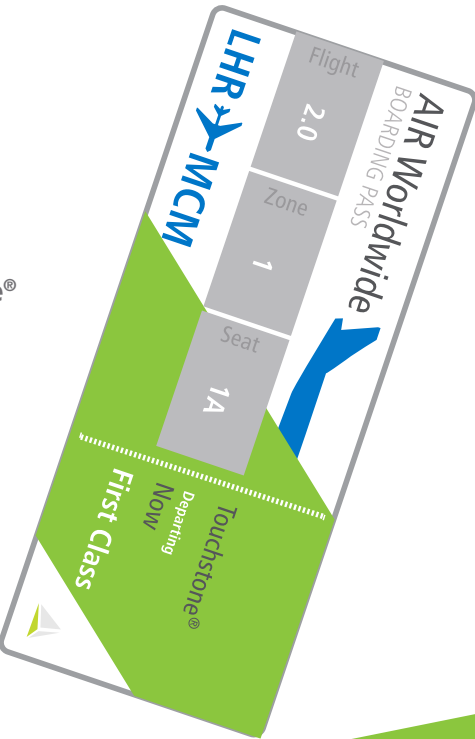 AIR Worldwide
BOARDING PASS
Flight
2.0
Zone
1
Seat
1A
LHR MCM
Touchstone®
Departing
Now
First Class
®